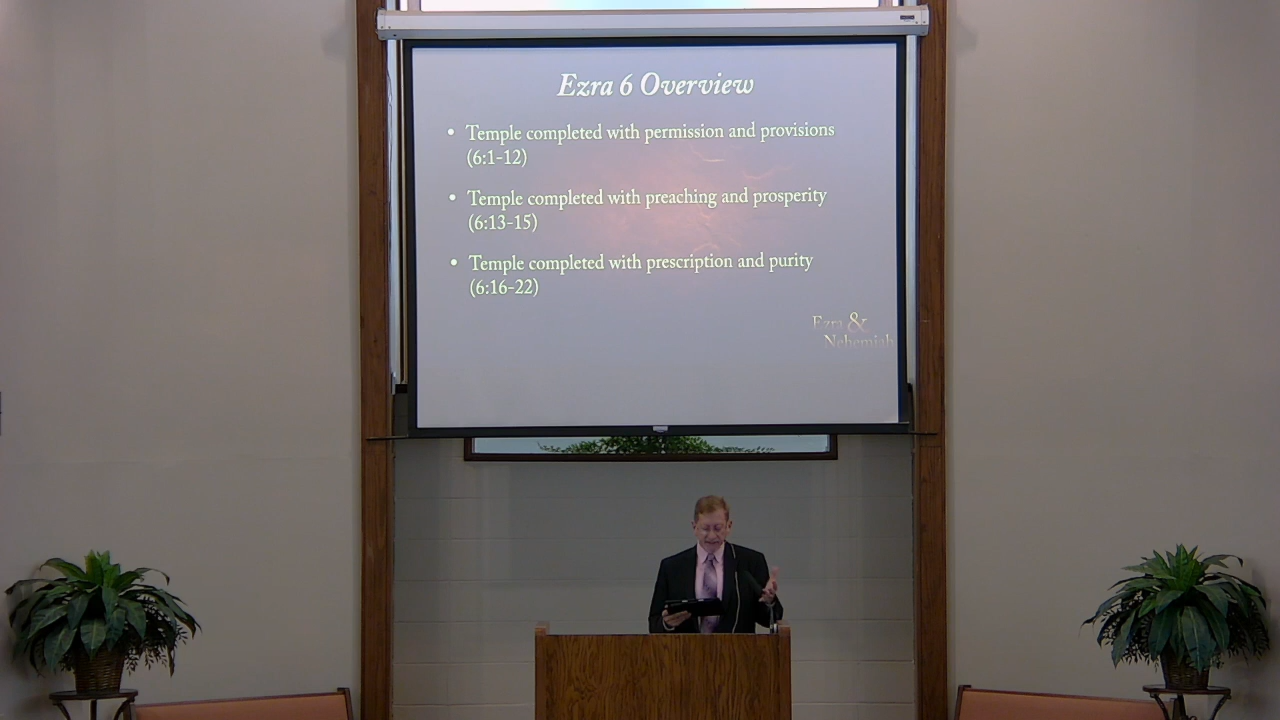 Ezra 6 Overview
• Temple completed with permission and provisions
(6:1-12)
• Temple completed with preaching and prosperity
(6:13-15)
• Temple completed with prescription and purity
(6:16-22)
Ezra &
Nehemiah